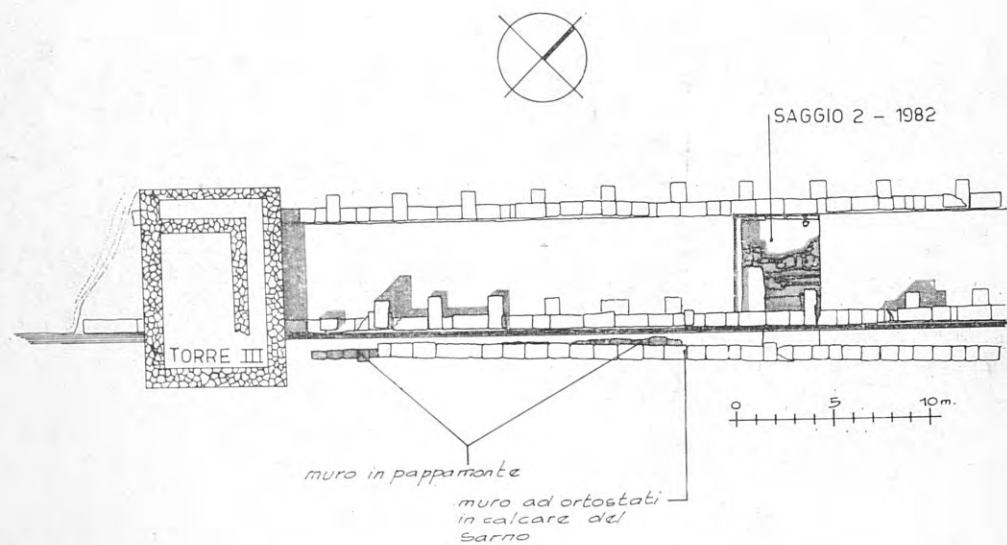 SAGGIO 2 - 1982
TORRE III
0 5 10m.
muro in pappamonte
muro ad ortostati
in calcare del
Sarno